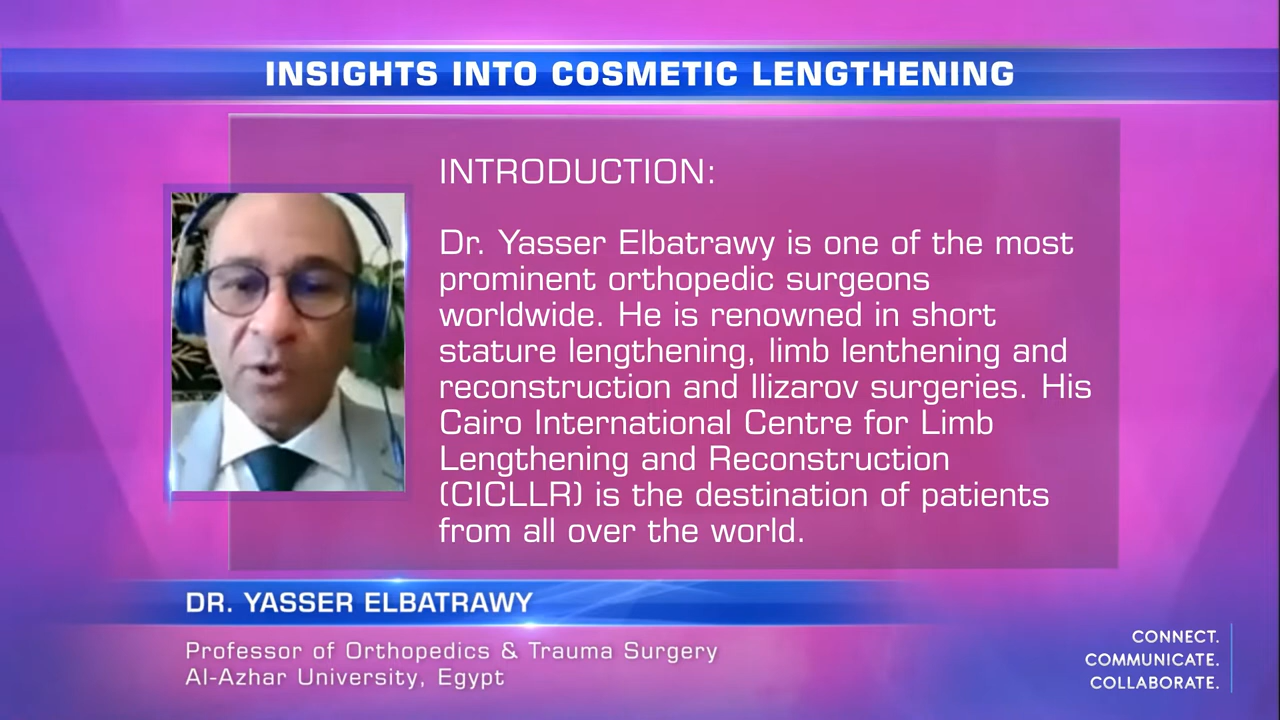 INSIGHTS INTO COSMETIC LENGTHENING
INTRODUCTION:
Dr. Yasser Elbatrawy is one of the most
prominent orthopedic surgeons
worldwide. He is renowned in short
stature lengthening, limb lenthening and
reconstruction and Ilizarov surgeries. His
Cairo International Centre for Limb
Lengthening and Reconstruction
(CICLLR) is the destination of patients
from all over the world.
DR. YASSER ELBATRAWY
Professor of Orthopedics & Trauma Surgery
Al-Azhar University, Egypt
CONNECT.
COMMUNICATE.
COLLABORATE.